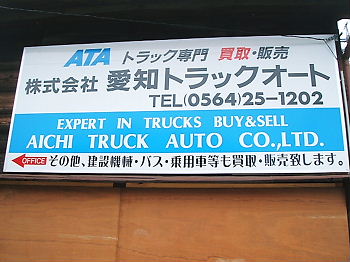 ATA トラック専門 買取・販売
株式会社 愛知トラックオート
TEL(0564)25-1202
EXPERT IN TRUCKS BUY&SELL
AICHI TRUCK AUTO CO.,LTD.
OFFICE その他、建設機械・バス・乗用車等も買取・販売致します。